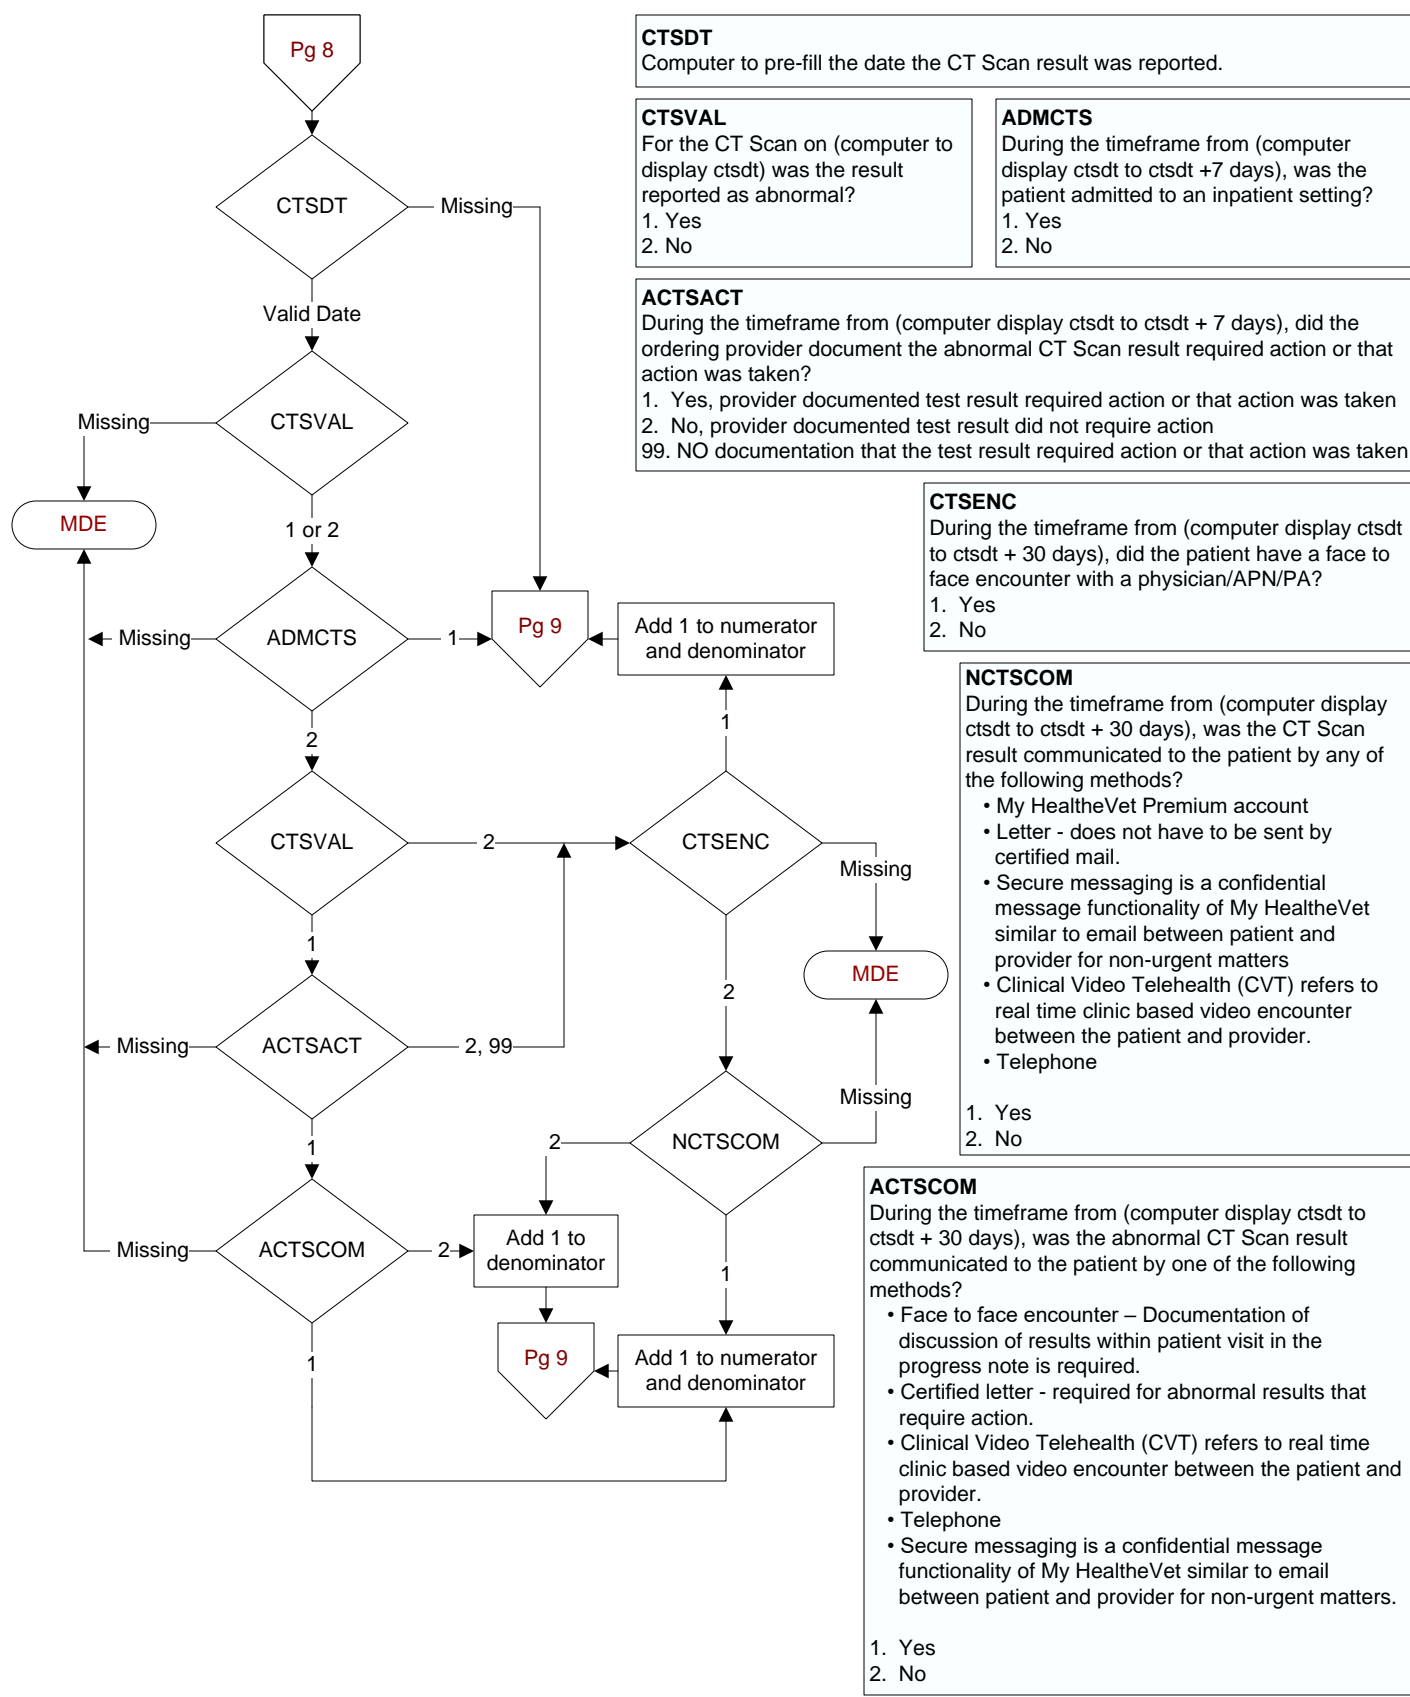 Pg 8
CTSDT
Missing
Valid Date
CTSVAL
Missing
MDE
1 or 2
ADMCTS
Missing
1
Pg 9
Add 1 to numerator
and denominator
2
1
CTSVAL
2
CTSENC
Missing
MDE
1
2
ACTSACT
Missing
2, 99
1
NCTSCOM
Missing
2
1
ACTSCOM
Missing
2
Add 1 to
denominator
1
Pg 9
Add 1 to numerator
and denominator
CTSDT
Computer to pre-fill the date the CT Scan result was reported.
CTSVAL
For the CT Scan on (computer to
display ctsdt) was the result
reported as abnormal?
1. Yes
2. No
ADMCTS
During the timeframe from (computer
display ctsdt to ctsdt +7 days), was the
patient admitted to an inpatient setting?
1. Yes
2. No
ACTSACT
During the timeframe from (computer display ctsdt to ctsdt + 7 days), did the
ordering provider document the abnormal CT Scan result required action or that
action was taken?
1. Yes, provider documented test result required action or that action was taken
2. No, provider documented test result did not require action
99. NO documentation that the test result required action or that action was taken
CTSENC
During the timeframe from (computer display ctsdt
to ctsdt + 30 days), did the patient have a face to
face encounter with a physician/APN/PA?
1. Yes
2. No
NCTSCOM
During the timeframe from (computer display
ctsdt to ctsdt + 30 days), was the CT Scan
result communicated to the patient by any of
the following methods?
• My HealtheVet Premium account
• Letter - does not have to be sent by
certified mail.
• Secure messaging is a confidential
message functionality of My HealtheVet
similar to email between patient and
provider for non-urgent matters
• Clinical Video Telehealth (CVT) refers to
real time clinic based video encounter
between the patient and provider.
• Telephone
1. Yes
2. No
ACTSCOM
During the timeframe from (computer display ctsdt to
ctsdt + 30 days), was the abnormal CT Scan result
communicated to the patient by one of the following
methods?
• Face to face encounter – Documentation of
discussion of results within patient visit in the
progress note is required.
• Certified letter - required for abnormal results that
require action.
• Clinical Video Telehealth (CVT) refers to real time
clinic based video encounter between the patient and
provider.
• Telephone
• Secure messaging is a confidential message
functionality of My HealtheVet similar to email
between patient and provider for non-urgent matters.
1. Yes
2. No